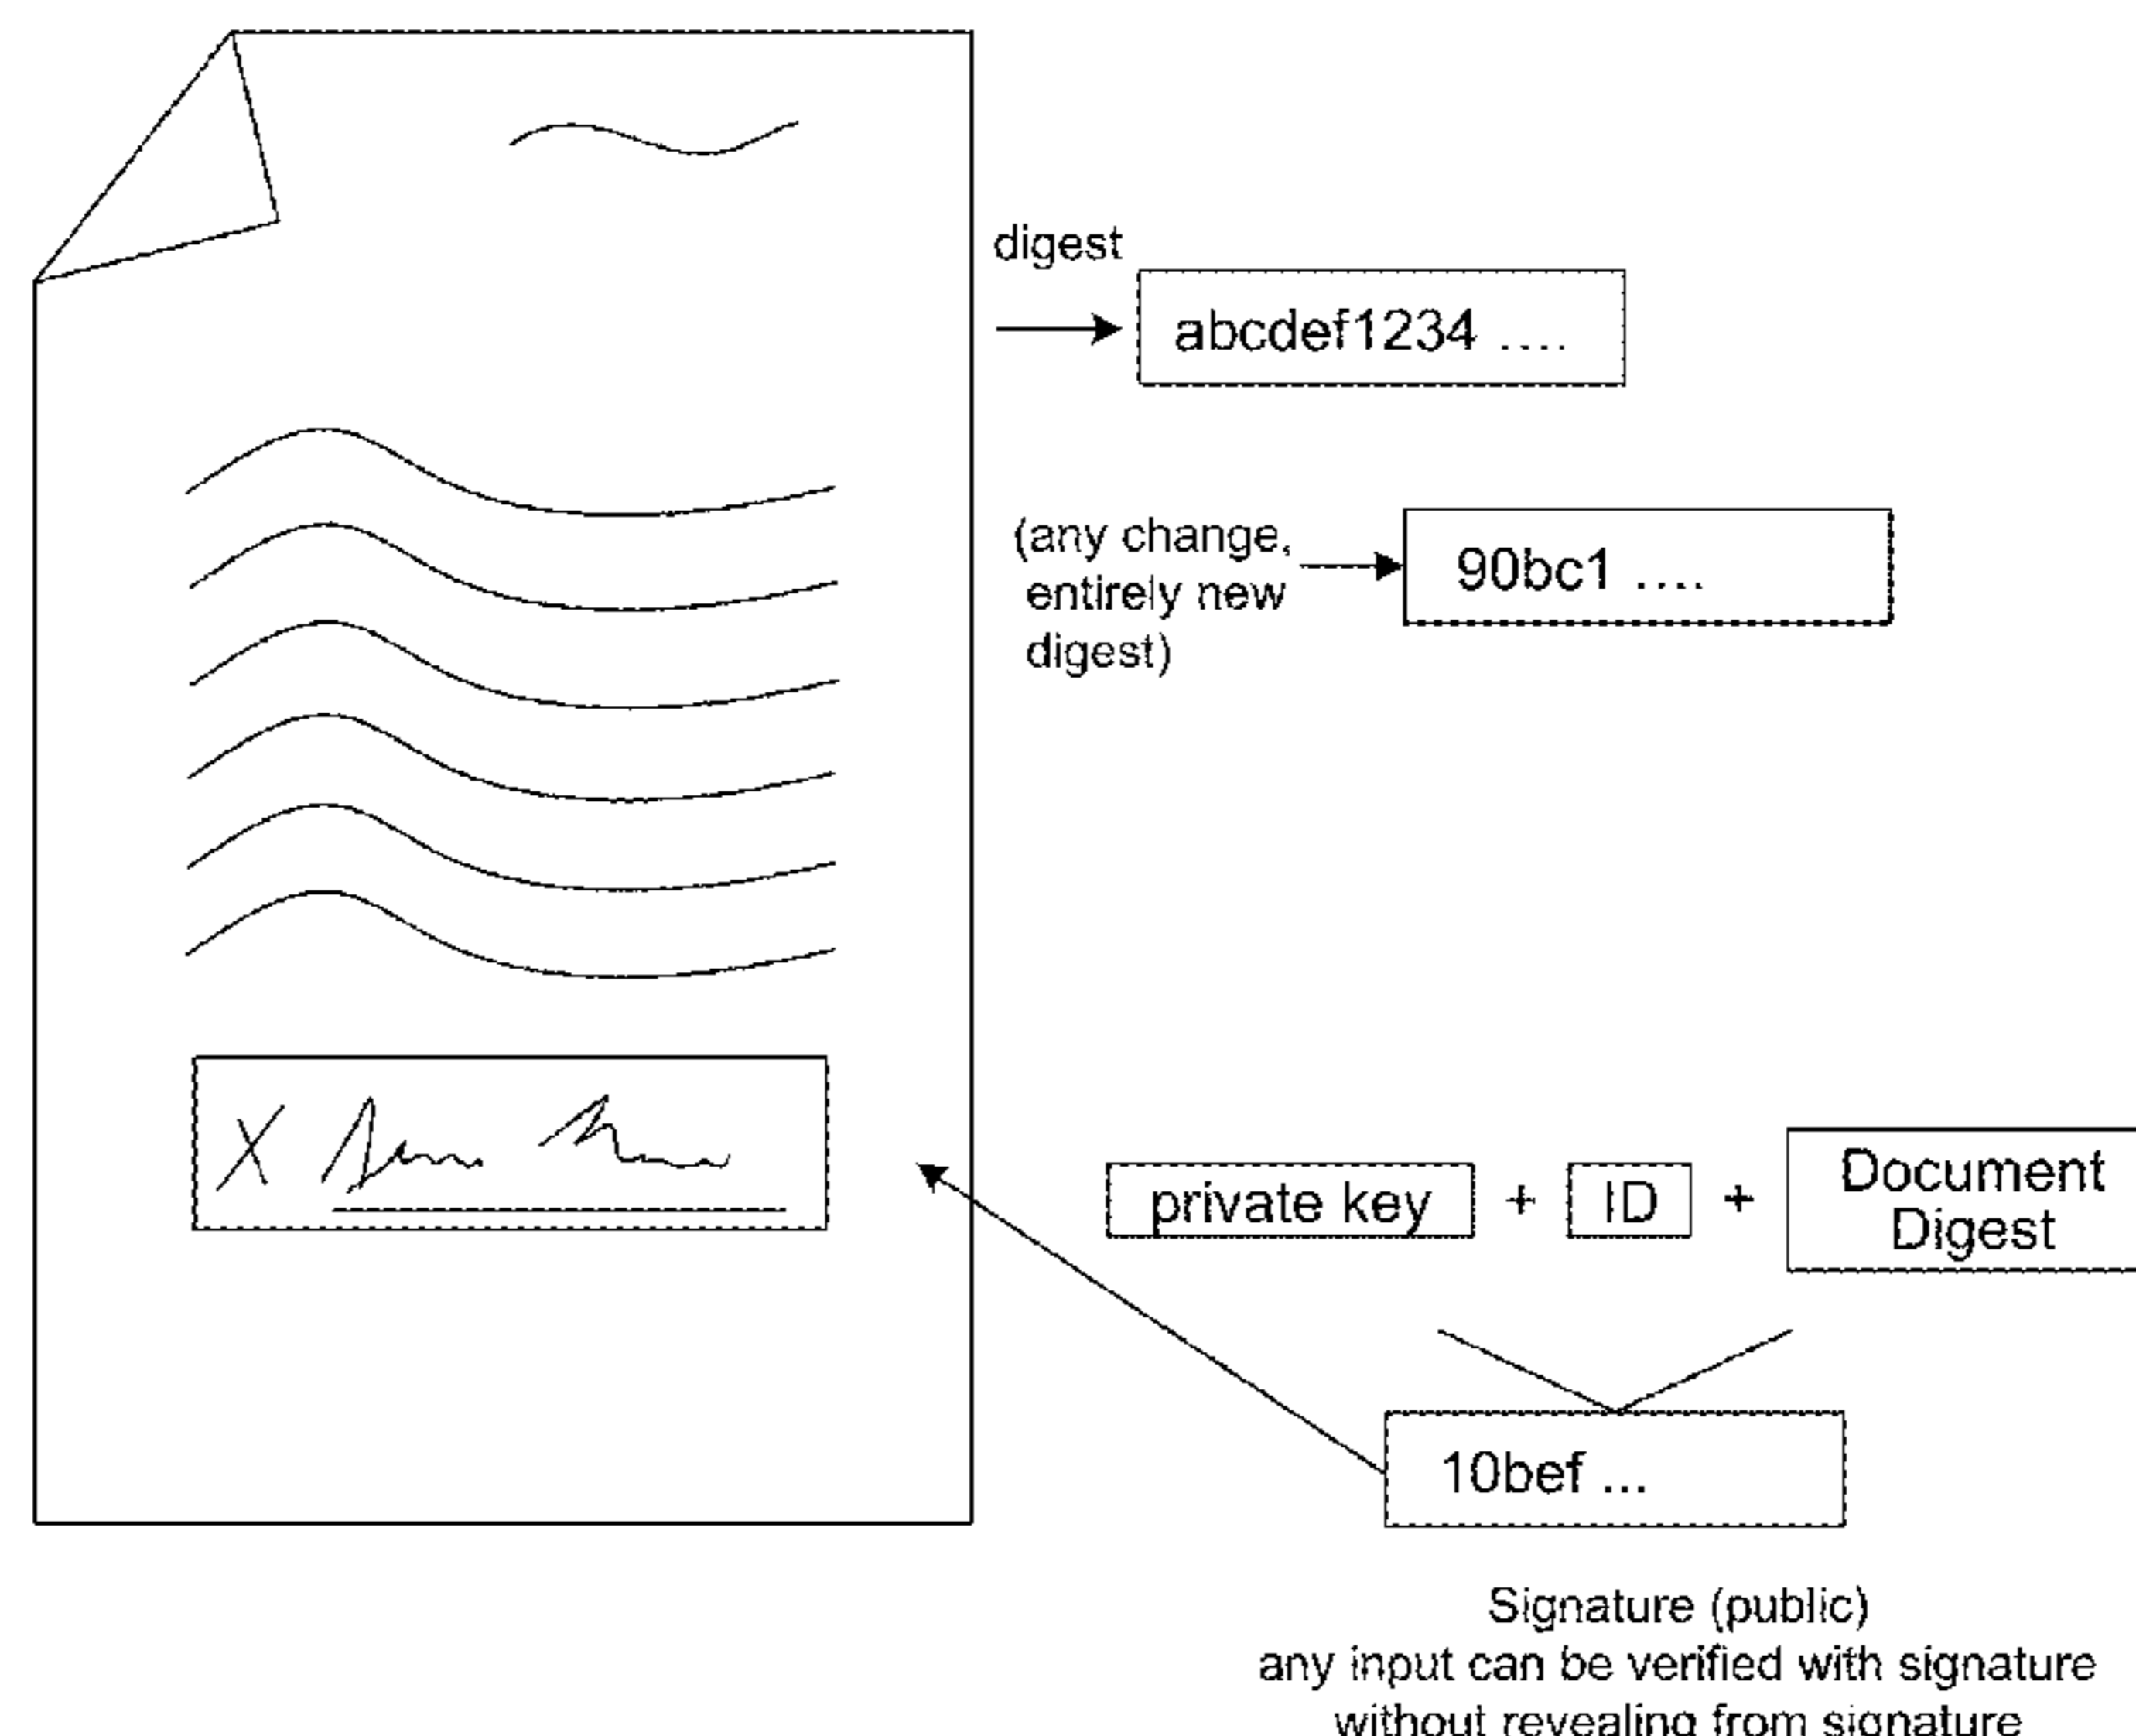 digest
abcdef1234 ....
(any change,
entirely new
digest)
90bc1 ....
X
private key + ID + Document
Digest
10bef ...
Signature (public)
any input can be verified with signature
without revealing from signature